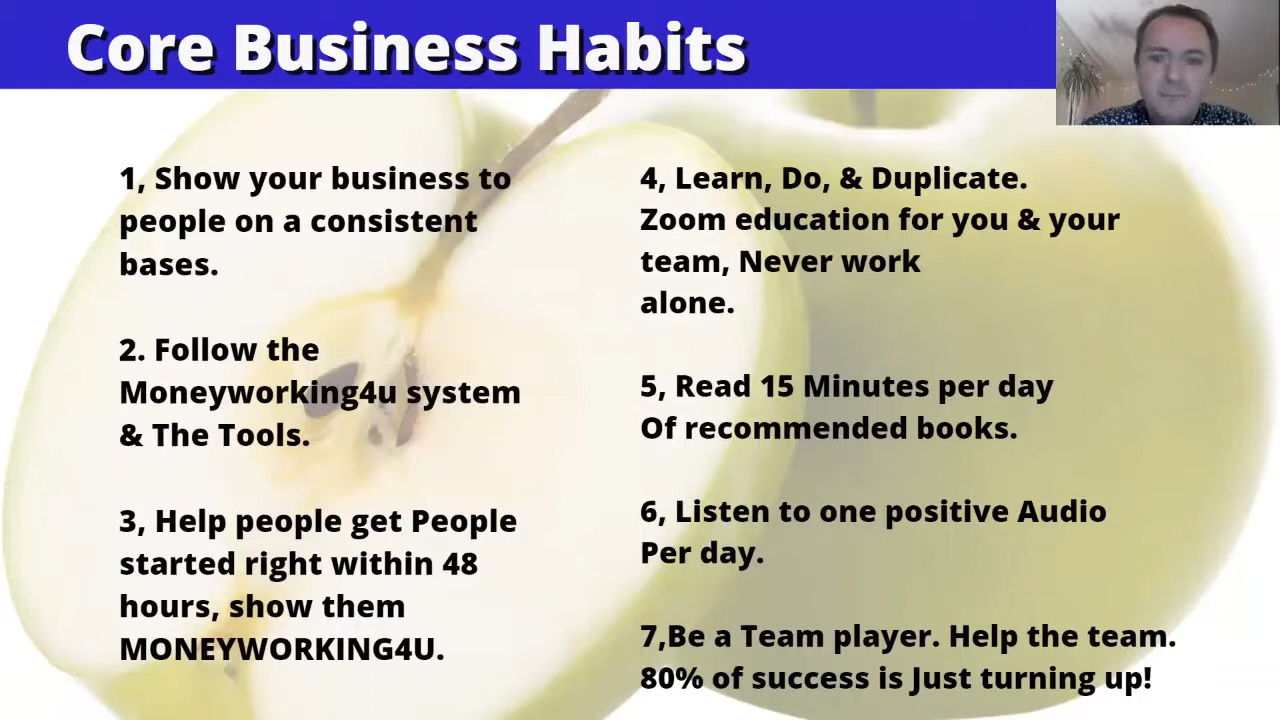 Core Business Habits
1, Show your business to
people on a consistent
bases.
2. Follow the
Moneyworking4u system
& The Tools.
3, Help people get People
started right within 48
hours, show them
MONEYWORKING4U.
4, Learn, Do, & Duplicate.
Zoom education for you & your
team, Never work
alone.
5, Read 15 Minutes per day
Of recommended books.
6, Listen to one positive Audio
Per day.
7,Be a Team player. Help the team.
80% of success is Just turning up!